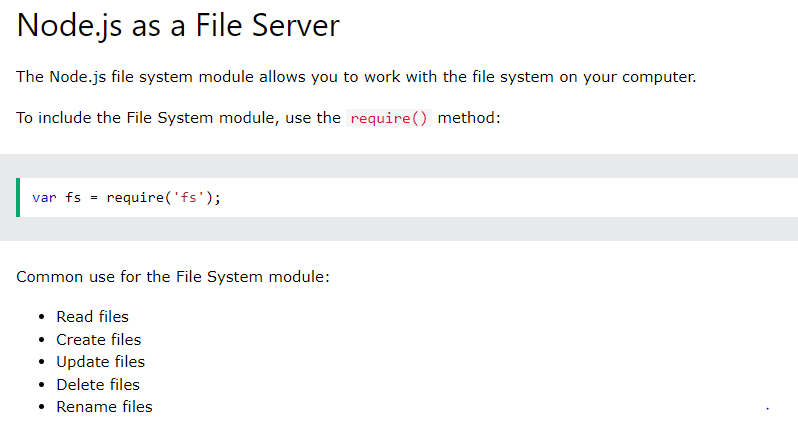 Node.js as a File Server
The Node.js file system module allows you to work with the file system on your computer.
To include the File System module, use the require() method:
var fs = require('fs');
Common use for the File System module:
• Read files
• Create files
• Update files
• Delete files
• Rename files